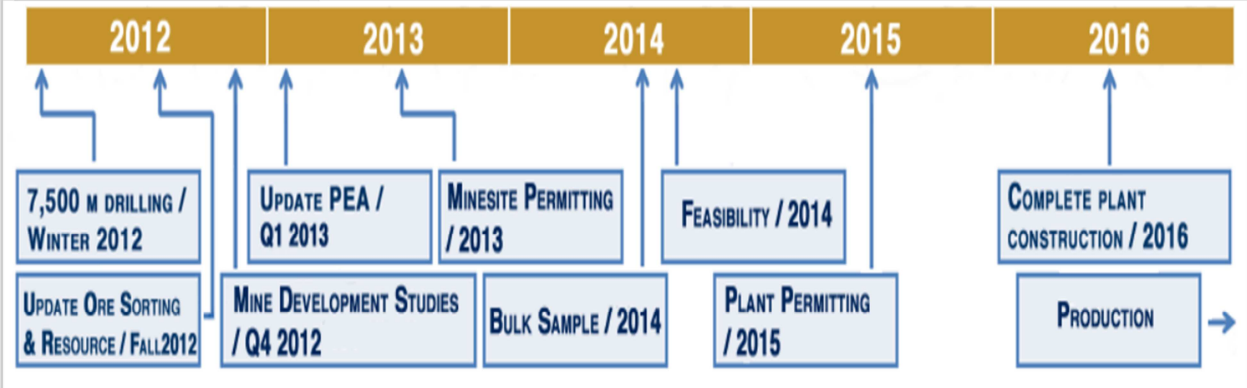 2012 2013 2014 2015 2016
7,500 M DRILLING /
WINTER 2012
UPDATE PEA /
Q1 2013
MINESITE PERMITTING
/ 2013
FEASIBILITY / 2014
COMPLETE PLANT
CONSTRUCTION / 2016
UPDATE ORE SORTING
& RESOURCE / FALL2012
MINE DEVELOPMENT STUDIES
/ Q4 2012
BULK SAMPLE / 2014
PLANT PERMITTING
/ 2015
PRODUCTION